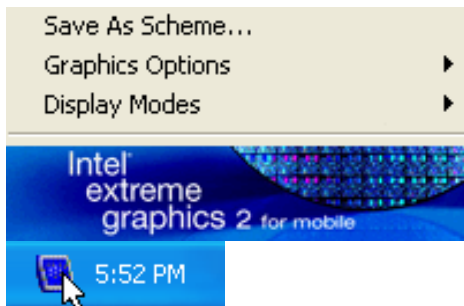 Save As Scheme...
Graphics Options
Display Modes
Intel
extreme
graphics 2 for mobile
5:52 PM